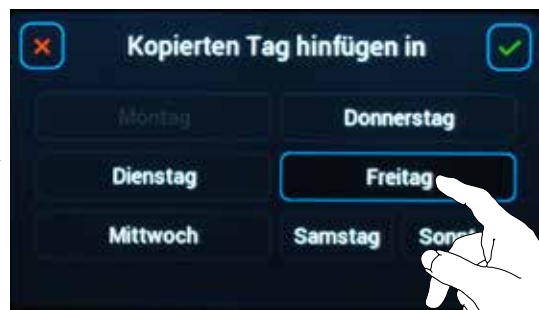 Kopierten Tag hinfügen in
Montag Donnerstag
Dienstag Freitag
Mittwoch Samstag